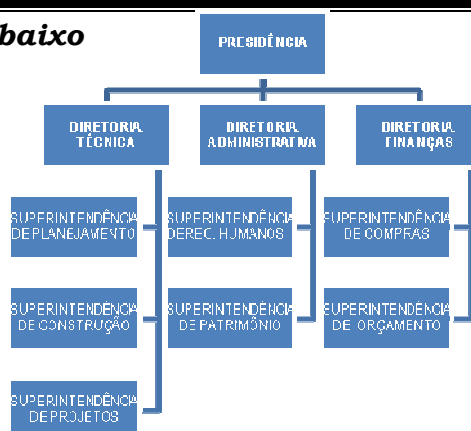 baixo
PRESIDÊNCIA
DIRETORIA
TÉCNICA
DIRETORIA
ADMINISTRATIVA
DIRETORIA
FINANÇAS
SUPERINTENDÊNCIA
DE PLANEJAMENTO
SUPERINTENDÊNCIA
DE REC. HUMANOS
SUPERINTENDÊNCIA
DE COMPRAS
SUPERINTENDÊNCIA
DE CONSTRUÇÃO
SUPERINTENDÊNCIA
DE PATRIMÔNIO
SUPERINTENDÊNCIA
DE ORÇAMENTO
SUPERINTENDÊNCIA
DE PROJETOS